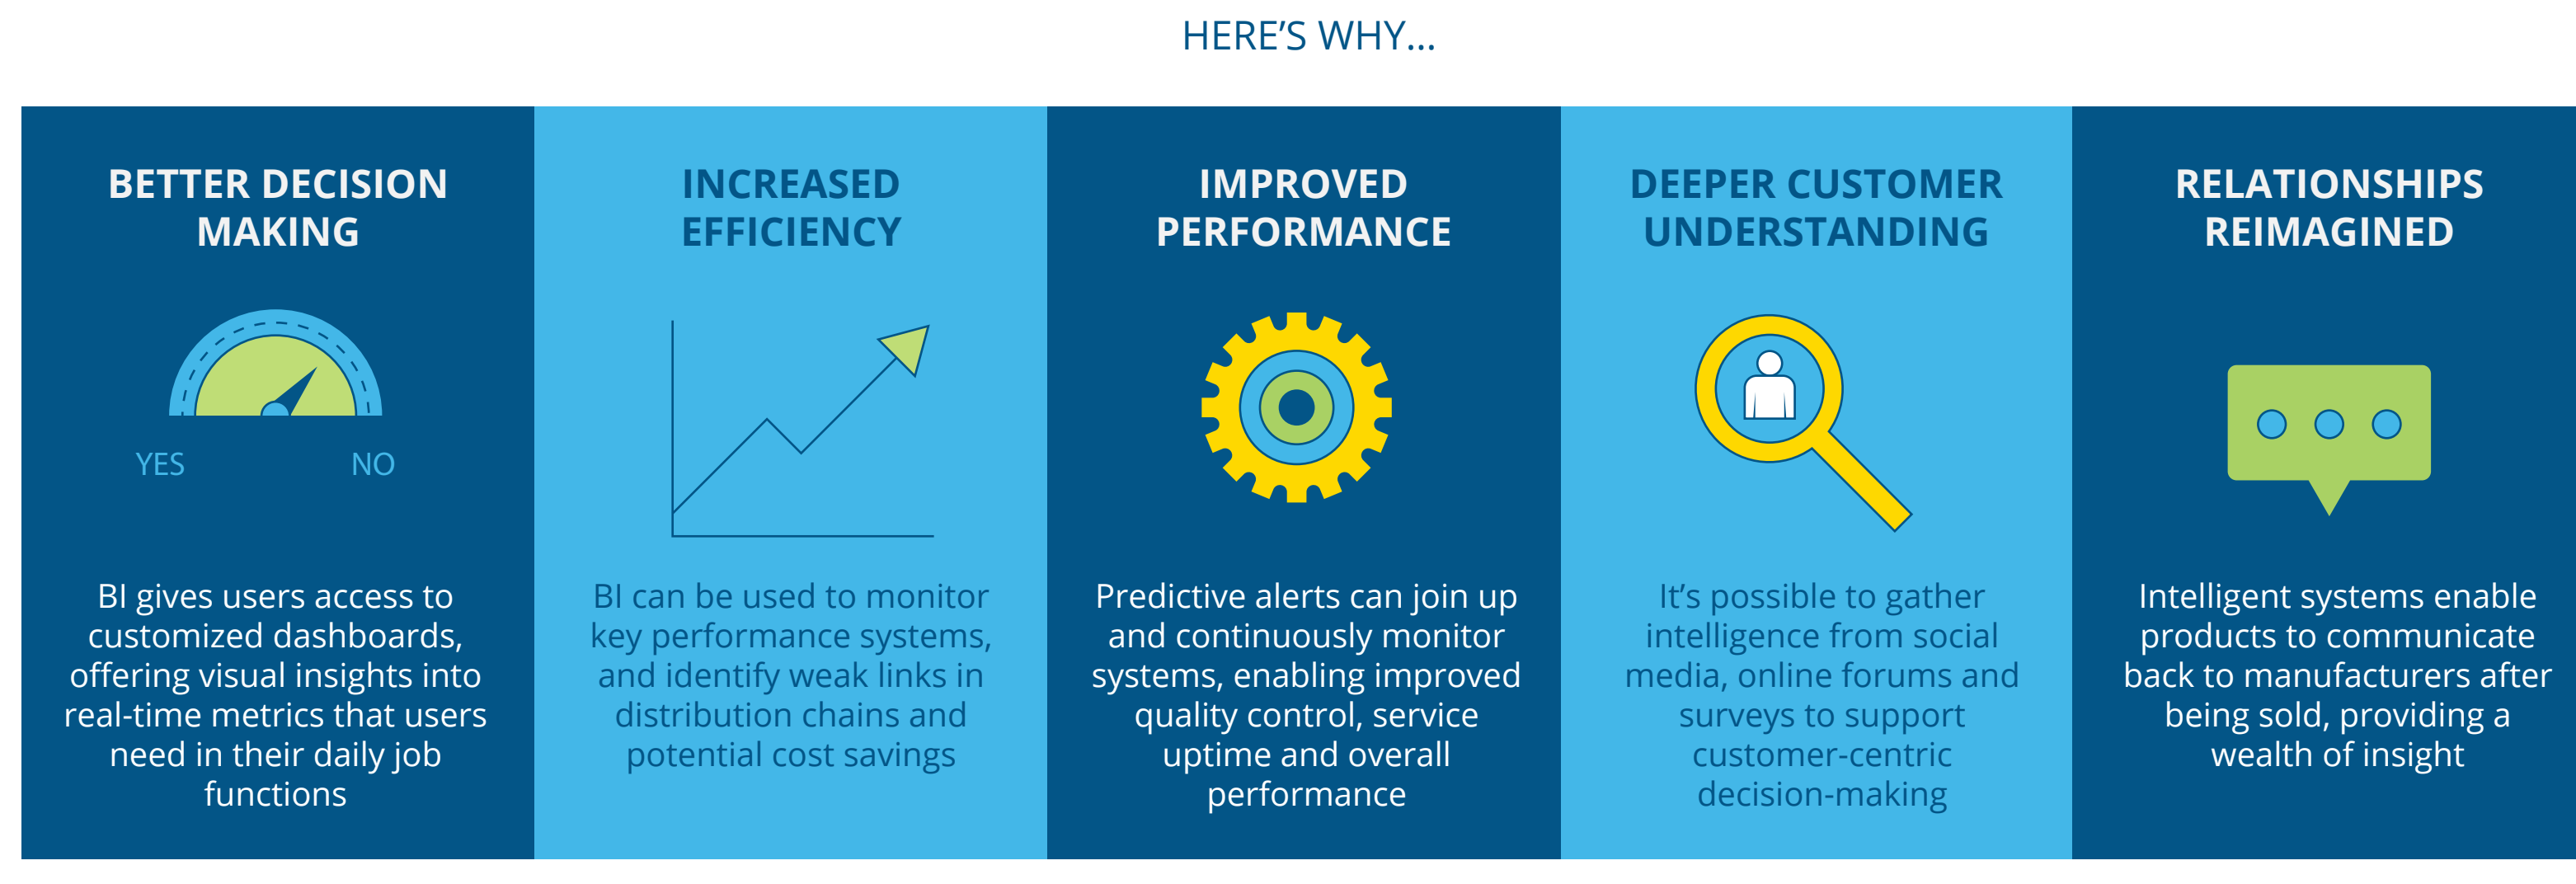 HERE’S WHY...
BETTER DECISION
MAKING
YES
NO
BI gives users access to
customized dashboards,
offering visual insights into
real-time metrics that users
need in their daily job
functions
INCREASED
EFFICIENCY
BI can be used to monitor
key performance systems,
and identify weak links in
distribution chains and
potential cost savings
IMPROVED
PERFORMANCE
Predictive alerts can join up
and continuously monitor
systems, enabling improved
quality control, service
uptime and overall
performance
DEEPER CUSTOMER
UNDERSTANDING
It’s possible to gather
intelligence from social
media, online forums and
surveys to support
customer-centric
decision-making
RELATIONSHIPS
REIMAGINED
Intelligent systems enable
products to communicate
back to manufacturers after
being sold, providing a
wealth of insight